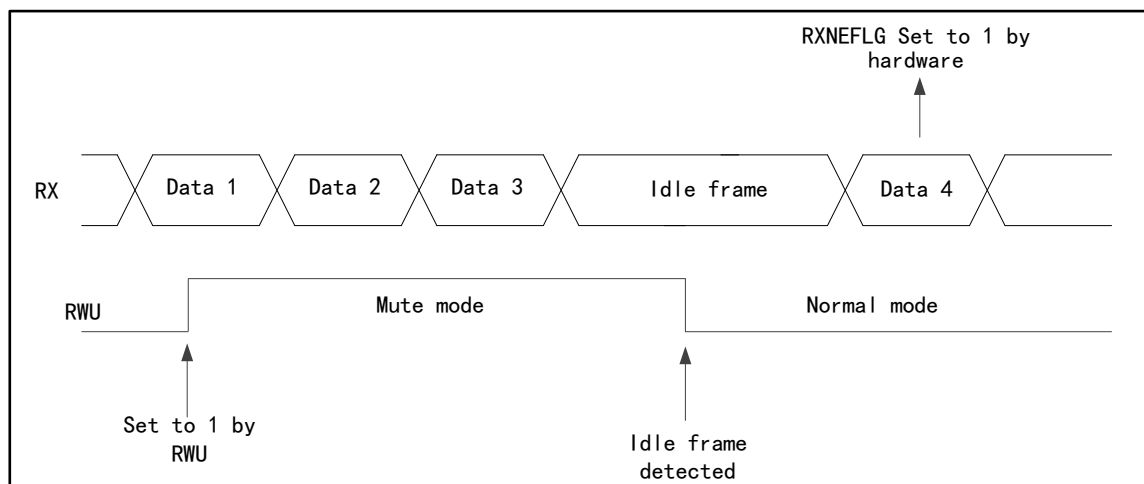 RXNEFLG Set to 1 by
hardware
RX
Data 1
Data 2
Data 3
Idle frame
Data 4
RWU
Mute mode
Normal mode
Set to 1 by
RWU
Idle frame
detected